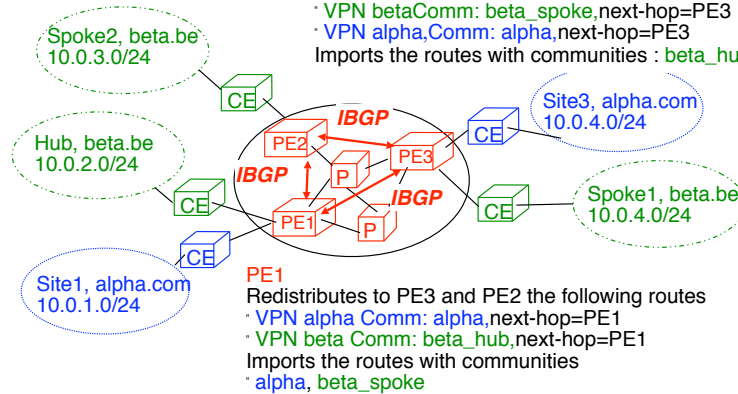 " VPN betaComm: beta_spoke,next-hop=PE3
" VPN alpha,Comm: alpha,next-hop=PE3
Imports the routes with communities : beta_hu
Spoke2, beta.be
10.0.3.0/24
CE
IBGP
Site3, alpha.com
10.0.4.0/24
CE
PE2
PE3
P
Hub, beta.be
10.0.2.0/24
IBGP
IBGP
CE
PE1
P
CE
Spoke1, beta.be
10.0.4.0/24
CE
Site1, alpha.com
10.0.1.0/24
PE1
Redistributes to PE3 and PE2 the following routes
" VPN alpha Comm: alpha,next-hop=PE1
" VPN beta Comm: beta_hub,next-hop=PE1
Imports the routes with communities
" alpha, beta_spoke